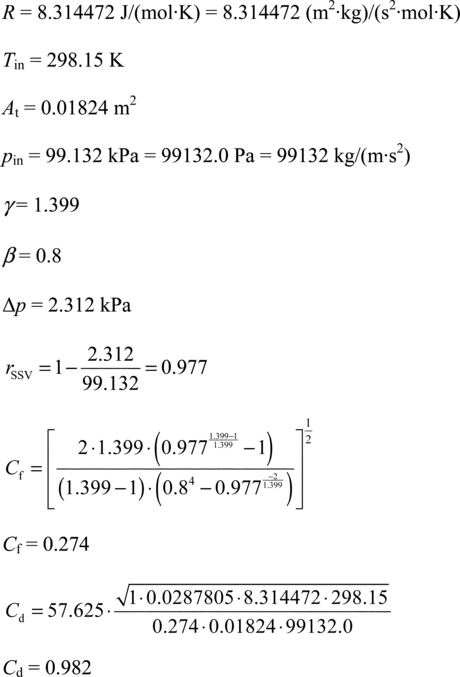 R = 8.314472 J/(mol·K) = 8.314472 (m²·kg)/(s²·mol·K)
T_in = 298.15 K
A_t = 0.01824 m²
p_in = 99.132 kPa = 99132.0 Pa = 99132 kg/(m·s²)
γ = 1.399
β = 0.8
Δp = 2.312 kPa
r_SSV = 1 − 2.312/99.132 = 0.977
C_f = [ (2·1.399·(0.977^((1.399−1)/1.399) − 1)) / ((1.399−1)·(0.8⁴ − 0.977^(−2/1.399))) ]^(1/2)
C_f = 0.274
C_d = 57.625 · √(1·0.0287805·8.314472·298.15) / (0.274·0.01824·99132.0)
C_d = 0.982